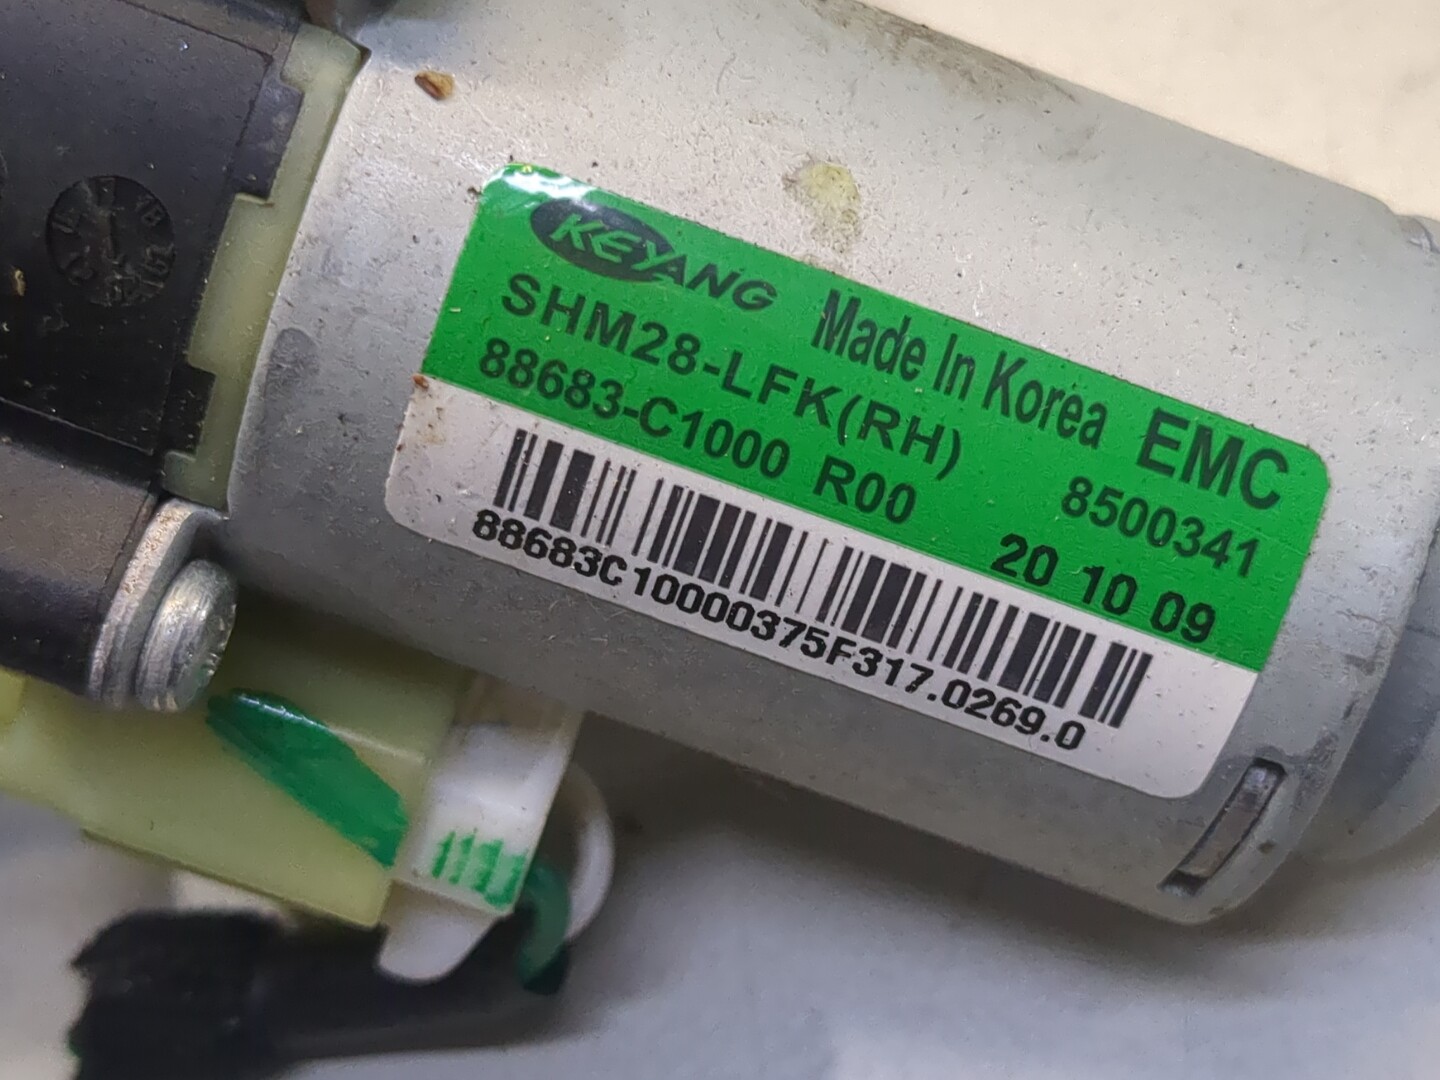 KEYANG
Made In Korea EMC
SHM28-LFK(RH) 8500341
88683-C1000 R00 20 10 09
88683C10000375F317.0269.0